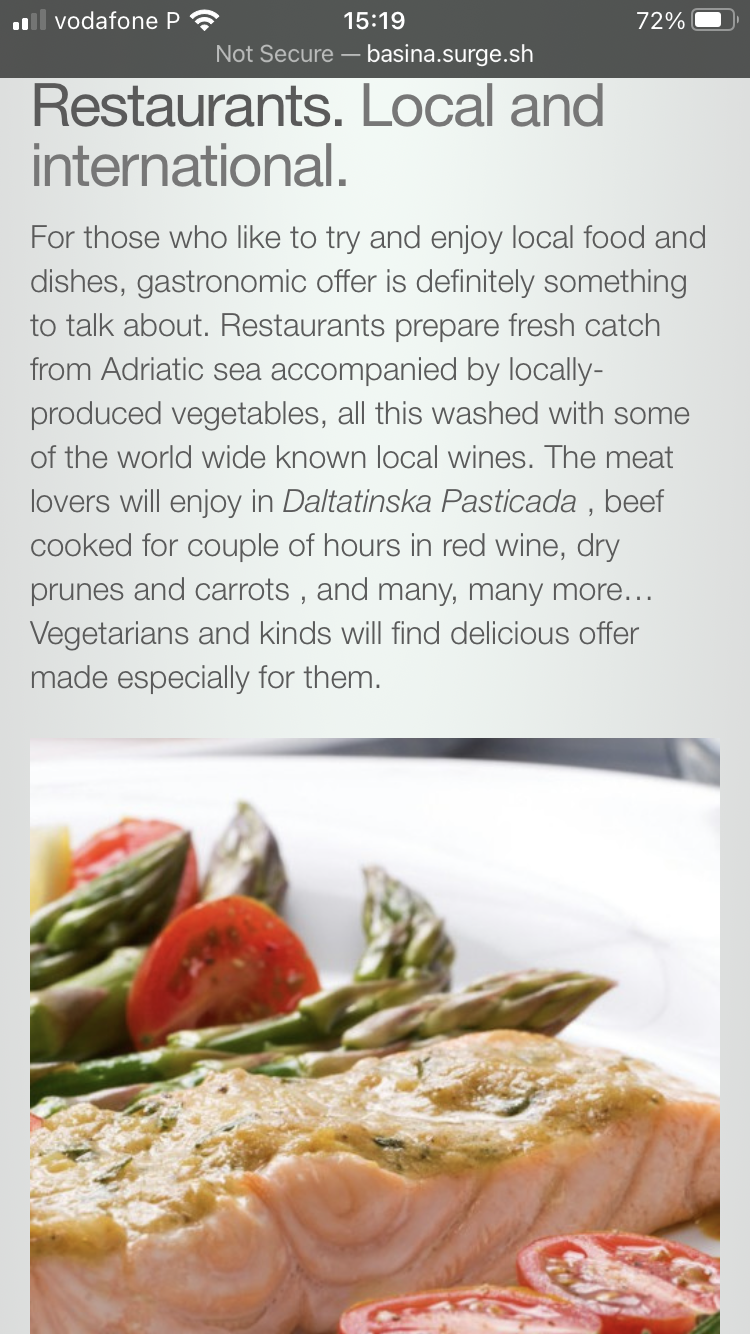 vodafone P 15:19 72%
Not Secure — basina.surge.sh
Restaurants. Local and
international.
For those who like to try and enjoy local food and
dishes, gastronomic offer is definitely something
to talk about. Restaurants prepare fresh catch
from Adriatic sea accompanied by locally-
produced vegetables, all this washed with some
of the world wide known local wines. The meat
lovers will enjoy in Daltatinska Pasticada , beef
cooked for couple of hours in red wine, dry
prunes and carrots , and many, many more…
Vegetarians and kinds will find delicious offer
made especially for them.